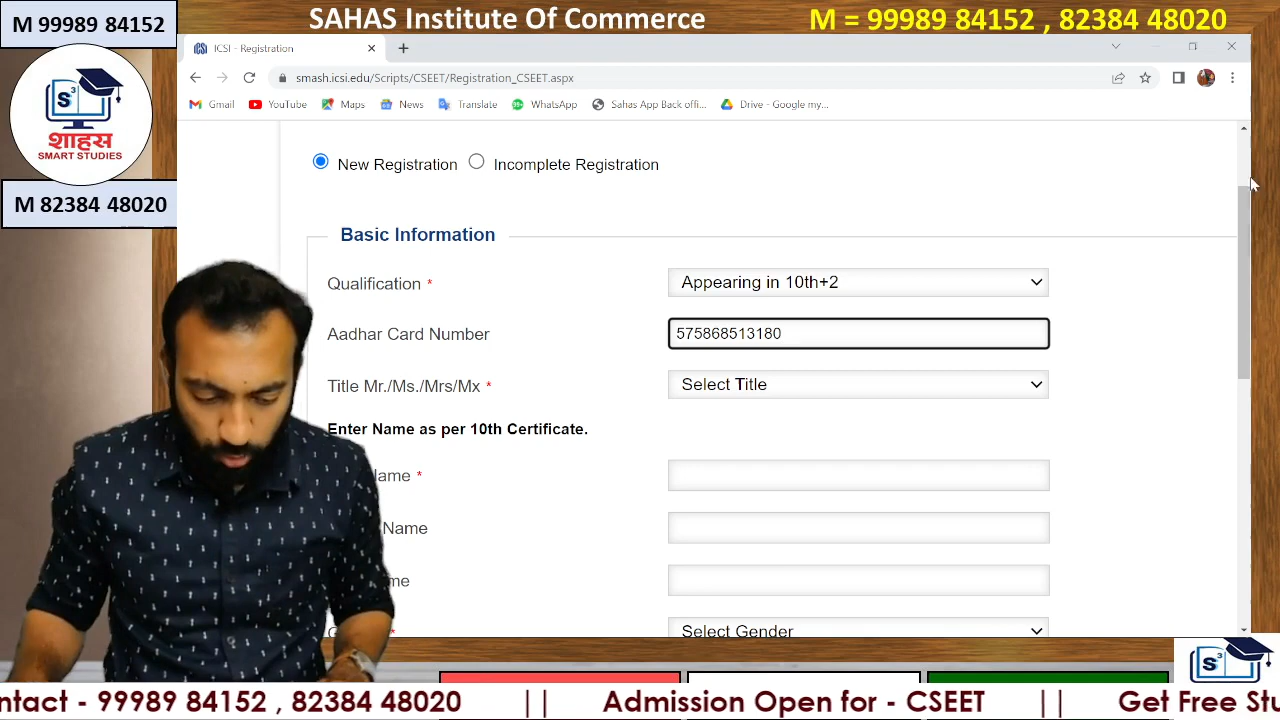 M 99989 84152
SAHAS Institute Of Commerce
M = 99989 84152 , 82384 48020
ICSI - Registration
smash.icsi.edu/Scripts/CSEET/Registration_CSEET.aspx
Gmail YouTube Maps News Translate WhatsApp Sahas App Back offi... Drive - Google my...
S3
शाहस
SMART STUDIES
M 82384 48020
New Registration Incomplete Registration
Basic Information
Qualification * Appearing in 10th+2
Aadhar Card Number 575868513180
Title Mr./Ms./Mrs/Mx * Select Title
Enter Name as per 10th Certificate.
ame *
Name
me
* Select Gender
S3
ntact - 99989 84152 , 82384 48020 || Admission Open for - CSEET || Get Free Stu